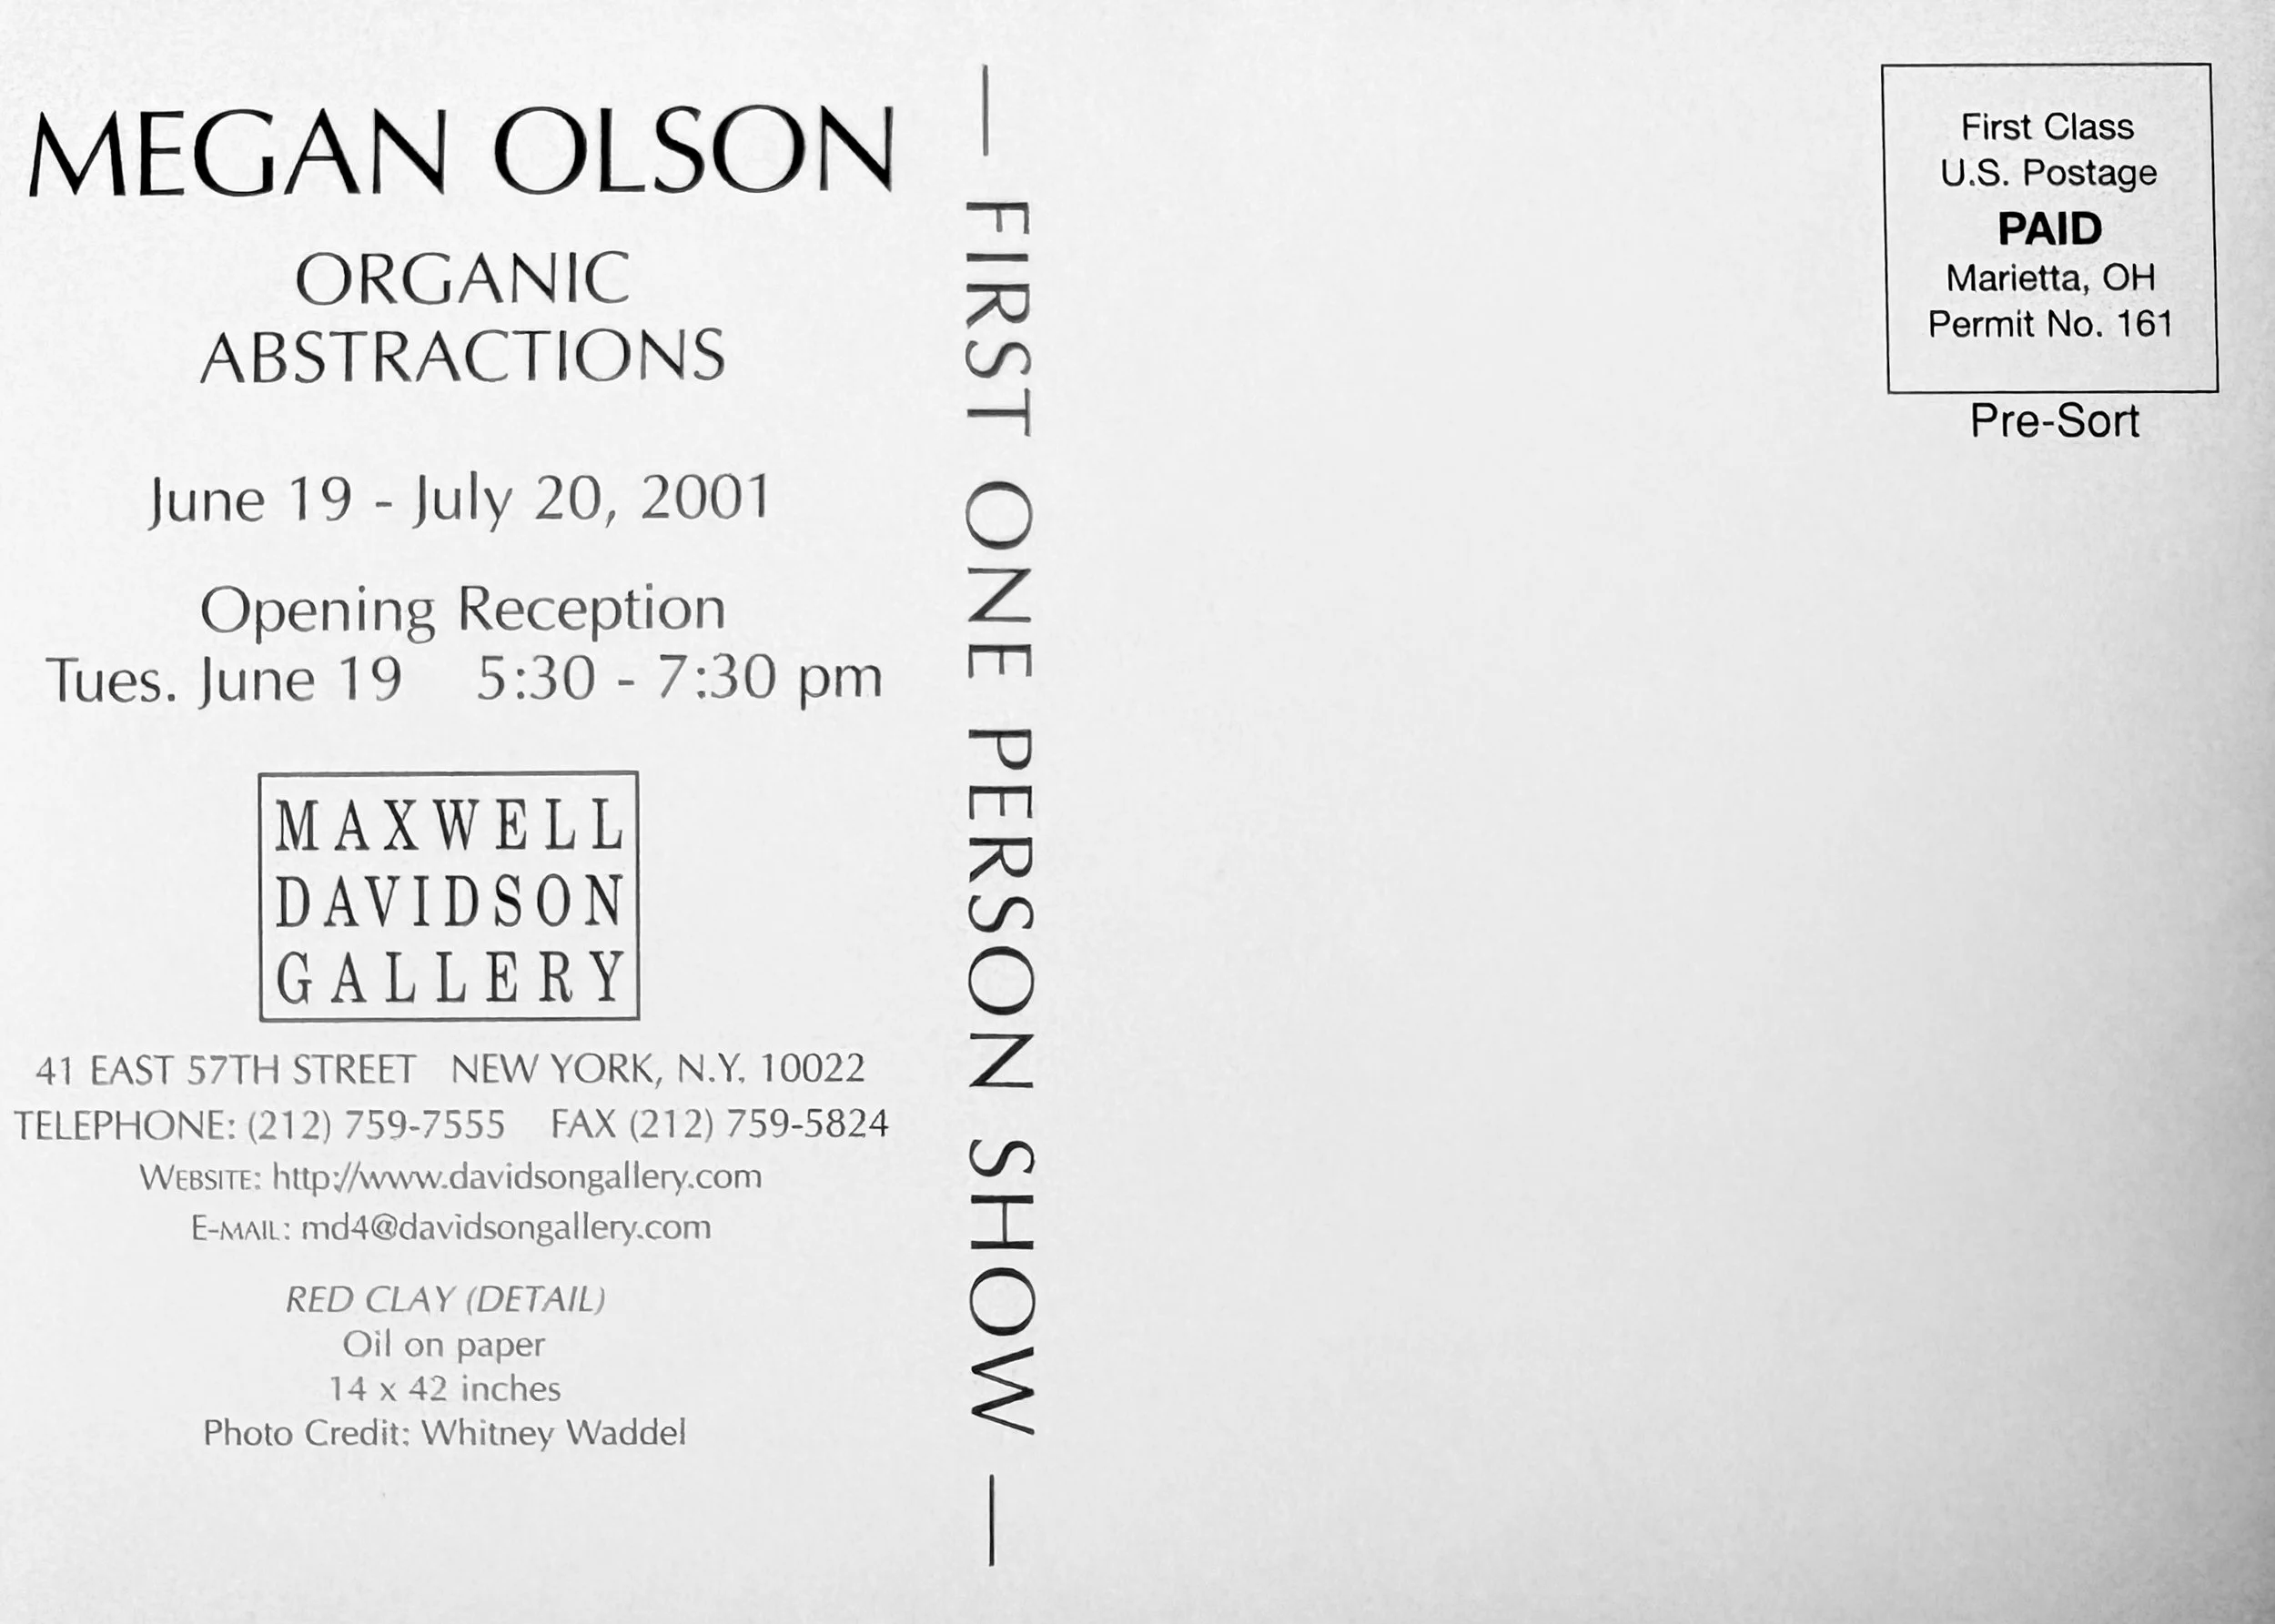 MEGAN OLSON
ORGANIC
ABSTRACTIONS
June 19 - July 20, 2001
Opening Reception
Tues. June 19 5:30 - 7:30 pm
MAXWELL
DAVIDSON
GALLERY
41 EAST 57TH STREET NEW YORK, N.Y. 10022
TELEPHONE: (212) 759-7555 FAX (212) 759-5824
WEBSITE: http://www.davidsongallery.com
E-MAIL: md4@davidsongallery.com
RED CLAY (DETAIL)
Oil on paper
14 x 42 inches
Photo Credit: Whitney Waddel
— FIRST ONE PERSON SHOW —
First Class
U.S. Postage
PAID
Marietta, OH
Permit No. 161
Pre-Sort